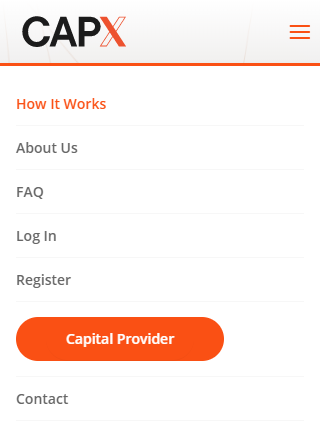 CAPX
How It Works
About Us
FAQ
Log In
Register
Capital Provider
Contact